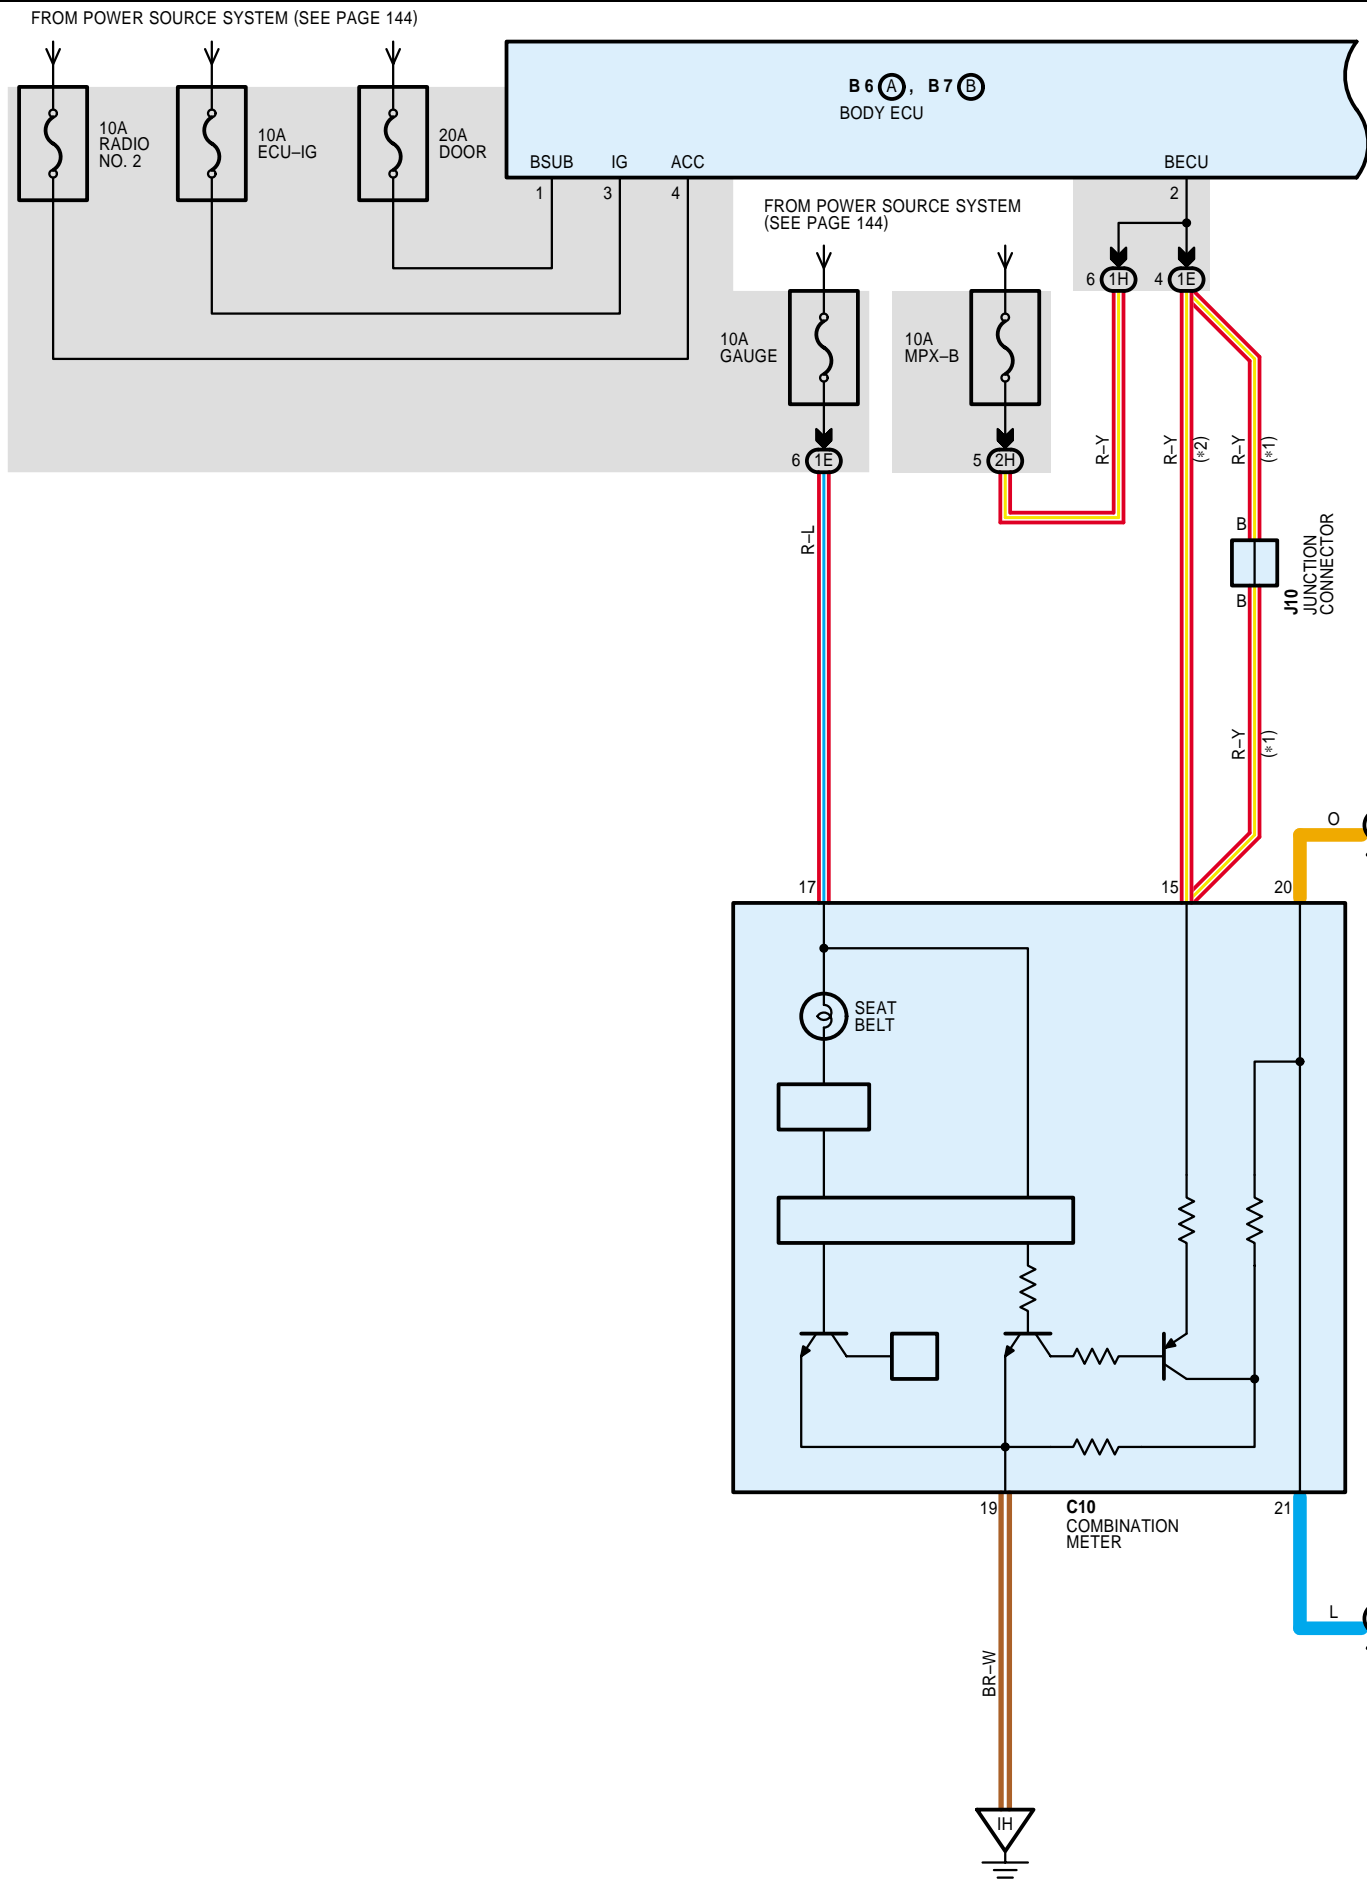 FROM POWER SOURCE SYSTEM (SEE PAGE 144)
B 6 A , B 7 B
BODY ECU
10A
RADIO
NO. 2
10A
ECU–IG
20A
DOOR
BSUB
IG
ACC
BECU
1
3
4
2
FROM POWER SOURCE SYSTEM
(SEE PAGE 144)
6 1H
4 1E
10A
GAUGE
10A
MPX–B
6 1E
5 2H
R–Y
R–Y
(*2)
R–Y
(*1)
R–L
B
B
J10
JUNCTION
CONNECTOR
R–Y
(*1)
O
17
15
20
SEAT
BELT
19
C10
COMBINATION
METER
21
L
BR–W
IH